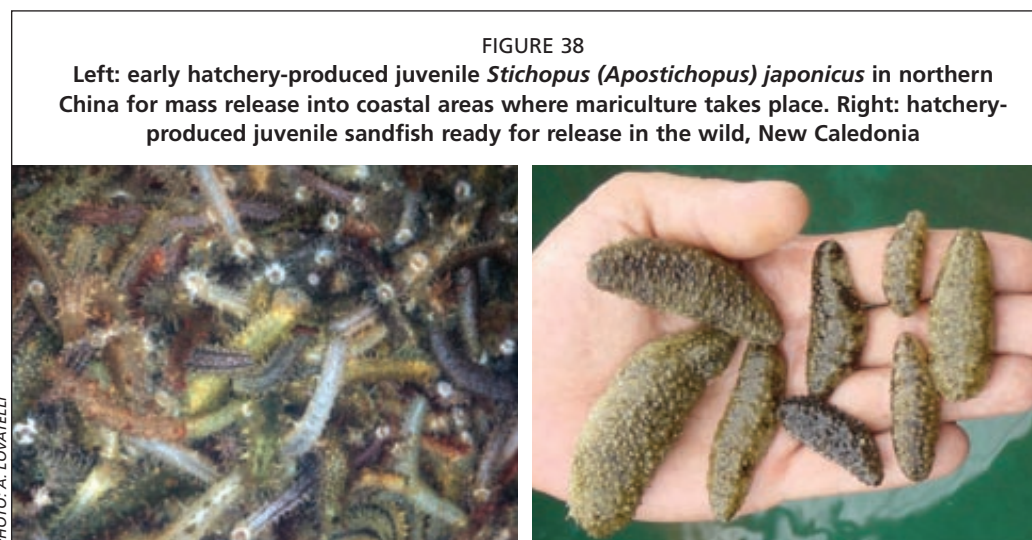 FIGURE 38
Left: early hatchery-produced juvenile Stichopus (Apostichopus) japonicus in northern
China for mass release into coastal areas where mariculture takes place. Right: hatchery-
produced juvenile sandfish ready for release in the wild, New Caledonia
A. LOVATELLI